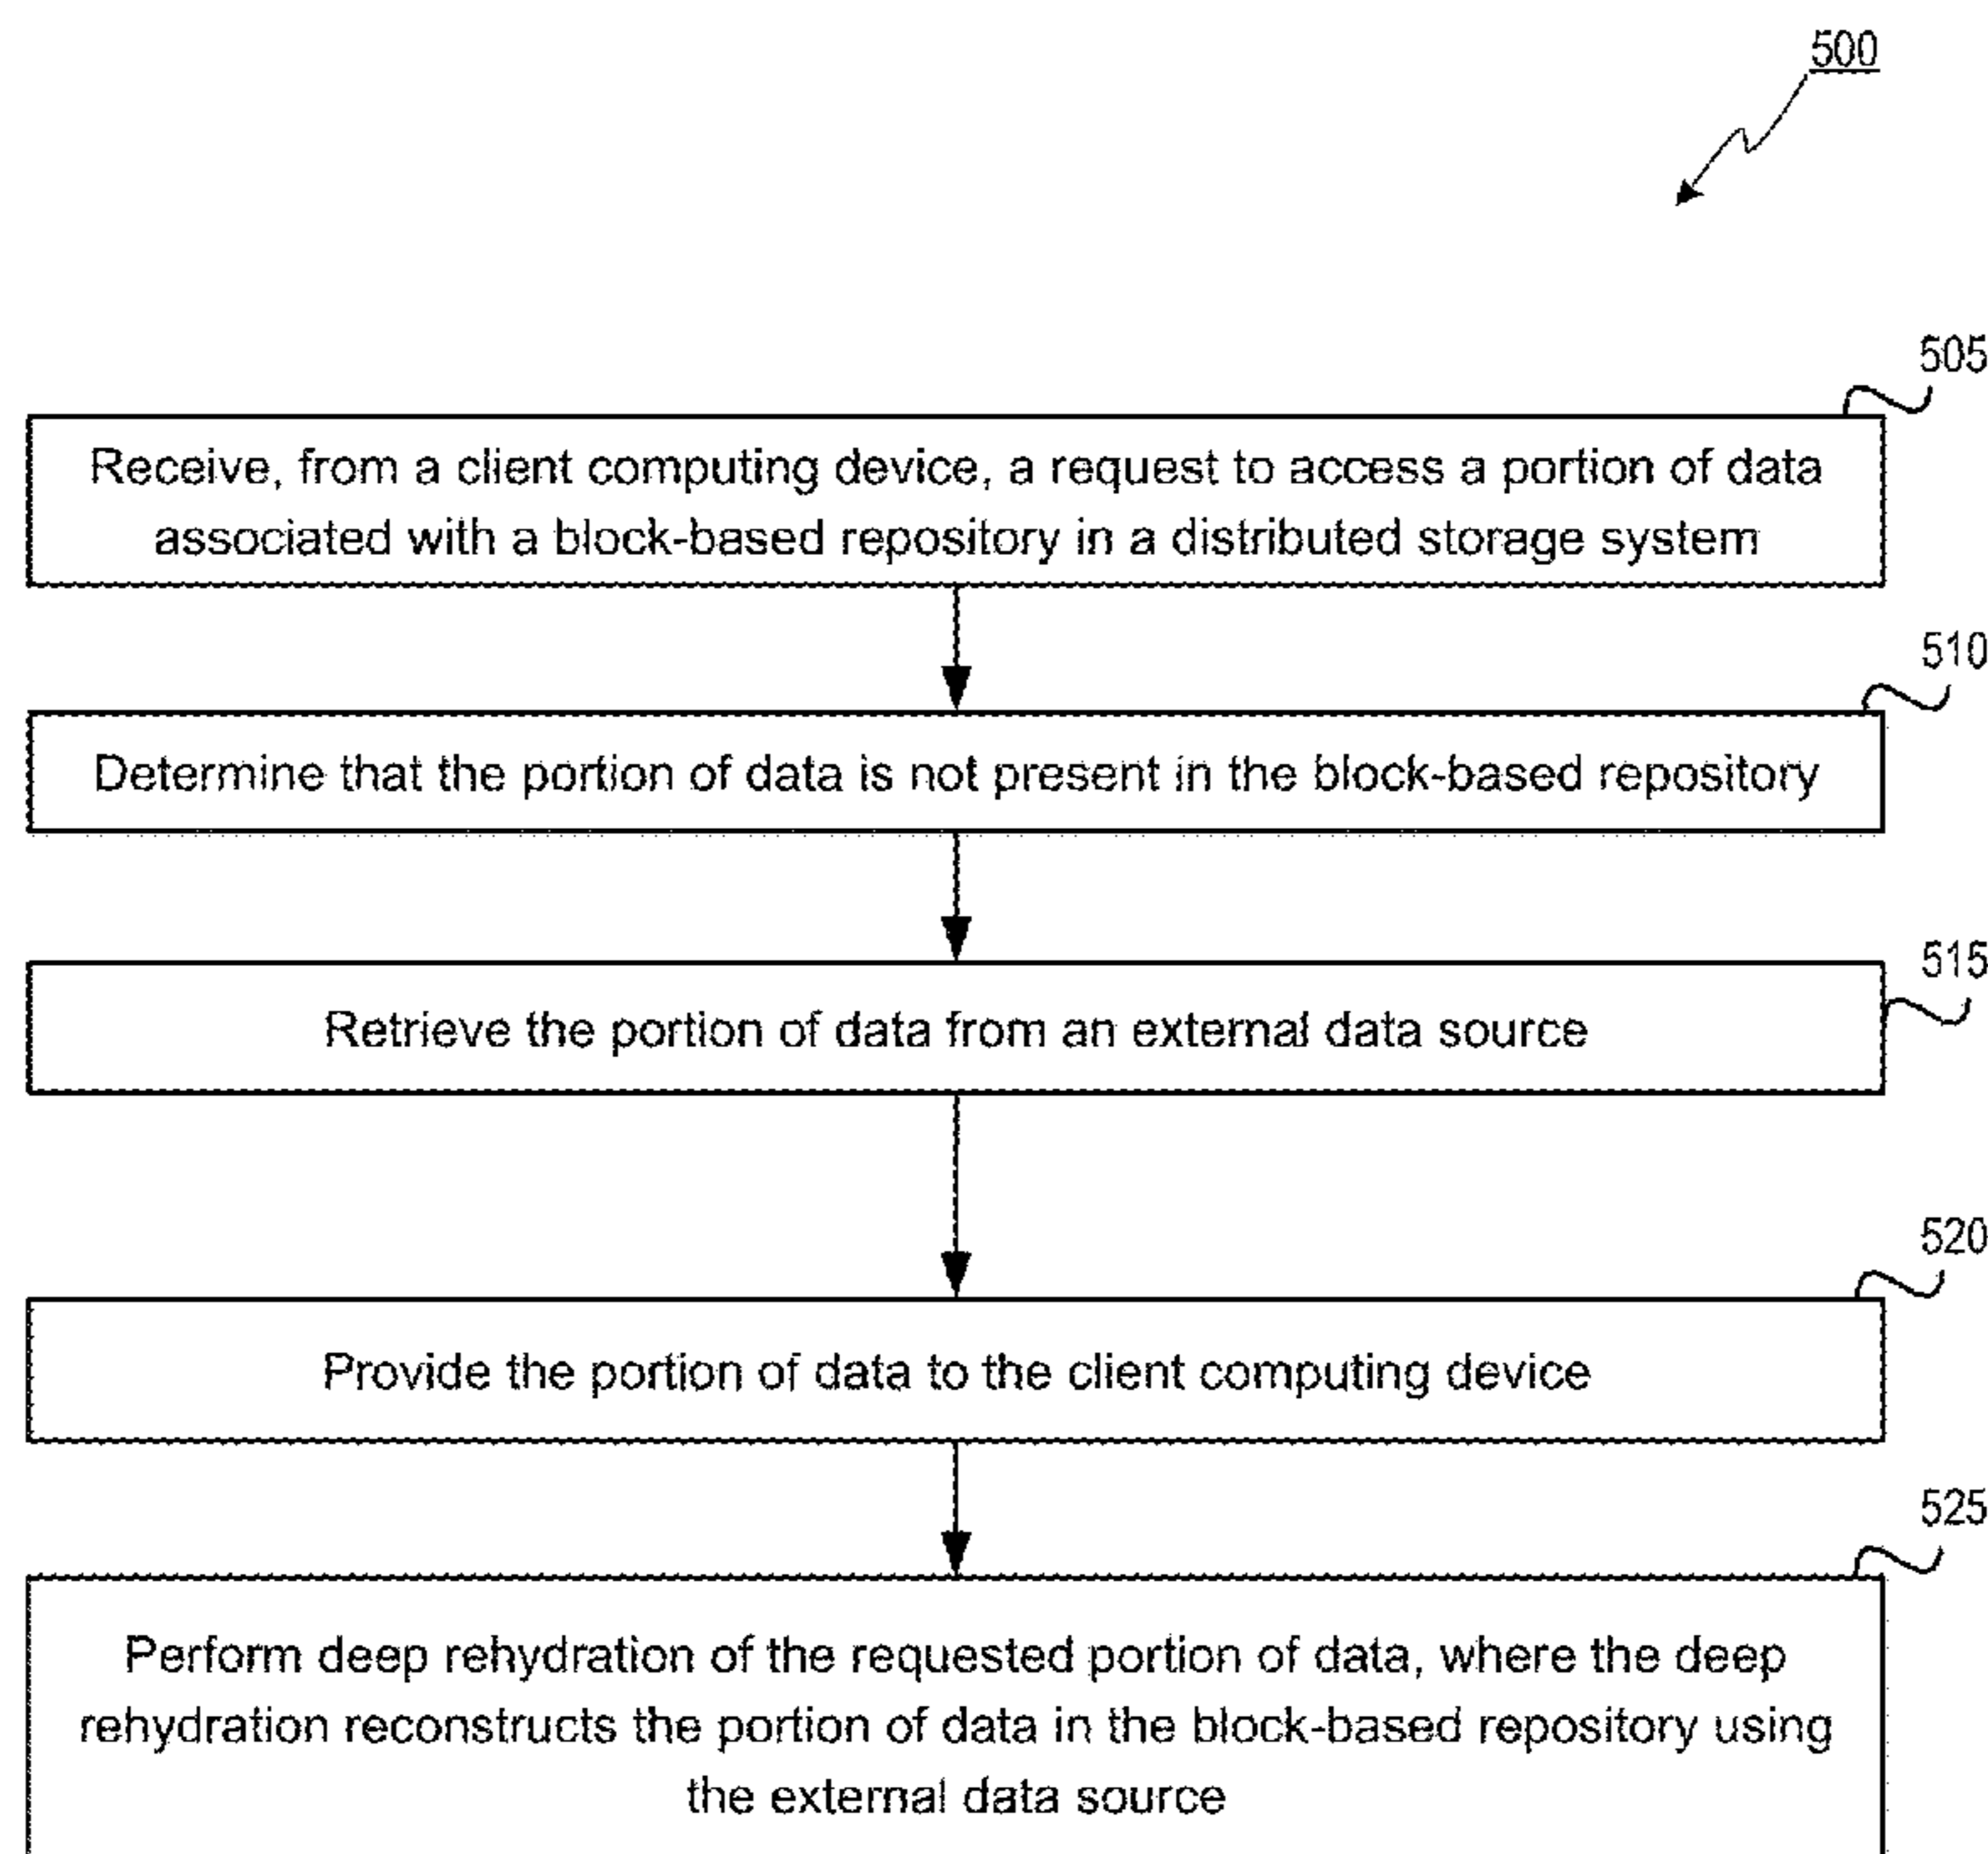 500
505
Receive, from a client computing device, a request to access a portion of data
associated with a block-based repository in a distributed storage system
510
Determine that the portion of data is not present in the block-based repository
515
Retrieve the portion of data from an external data source
520
Provide the portion of data to the client computing device
525
Perform deep rehydration of the requested portion of data, where the deep
rehydration reconstructs the portion of data in the block-based repository using
the external data source